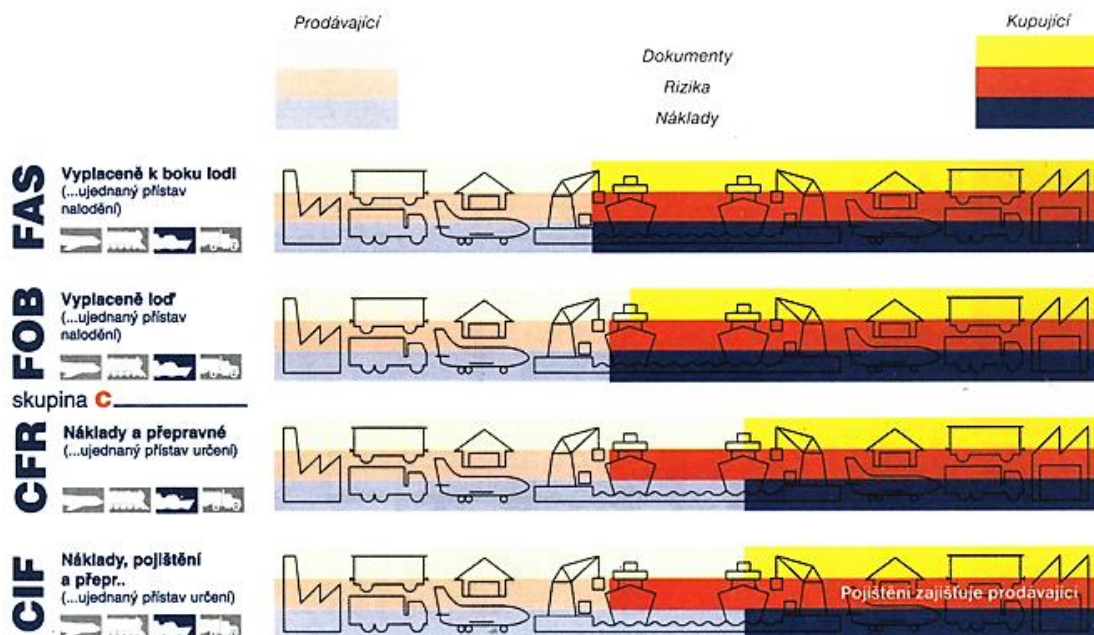 Prodávající
Kupující
Dokumenty
Rizika
Náklady
FAS
Vyplaceně k boku lodi
(...ujednaný přístav
nalodění)
FOB
Vyplaceně loď
(...ujednaný přístav
nalodění)
skupina C
CFR
Náklady a přepravné
(...ujednaný přístav určení)
CIF
Náklady, pojištění
a přepr..
(...ujednaný přístav určení)
Pojištění zajišťuje prodávající